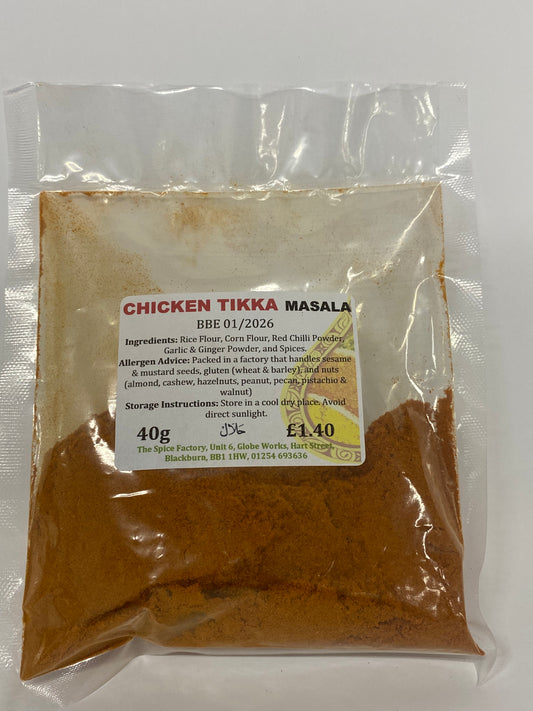 CHICKEN TIKKA MASALA
BBE 01/2026
Ingredients: Rice Flour, Corn Flour, Red Chilli Powder,
Garlic & Ginger Powder, and Spices.
Allergen Advice: Packed in a factory that handles sesame
& mustard seeds, gluten (wheat & barley), and nuts
(almond, cashew, hazelnuts, peanut, pecan, pistachio &
walnut)
Storage Instructions: Store in a cool dry place. Avoid
direct sunlight.
40g حلال £1.40
The Spice Factory, Unit 6, Globe Works, Hart Street,
Blackburn, BB1 1HW, 01254 693636